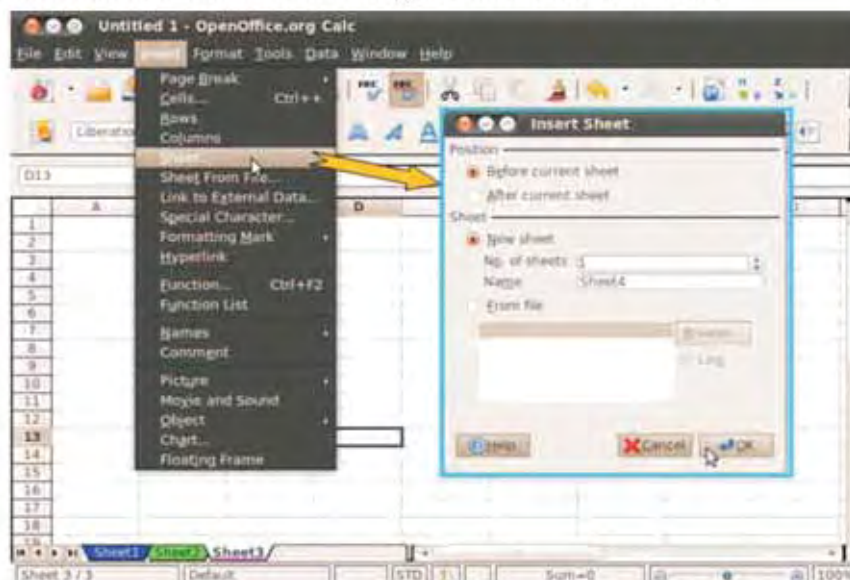 Untitled 1 - OpenOffice.org Calc
File Edit View Insert Format Tools Data Window Help
Page Break
Cells... Ctrl++
Rows
Columns
Sheet...
Sheet From File...
Link to External Data...
Special Character...
Formatting Mark
Hyperlink
Function... Ctrl+F2
Function List
Names
Comment
Picture
Movie and Sound
Object
Chart...
Floating Frame
Insert Sheet
Position
Before current sheet
After current sheet
Sheet
New sheet
No. of sheets 1
Name Sheet4
From file
Browse...
Link
Help Cancel OK
D13
A D
1
2
3
4
5
6
7
8
9
10
11
12
13
14
15
16
17
18
19
Sheet1 Sheet2 Sheet3
Sheet 3 / 3 Default STD Sum=0 100%